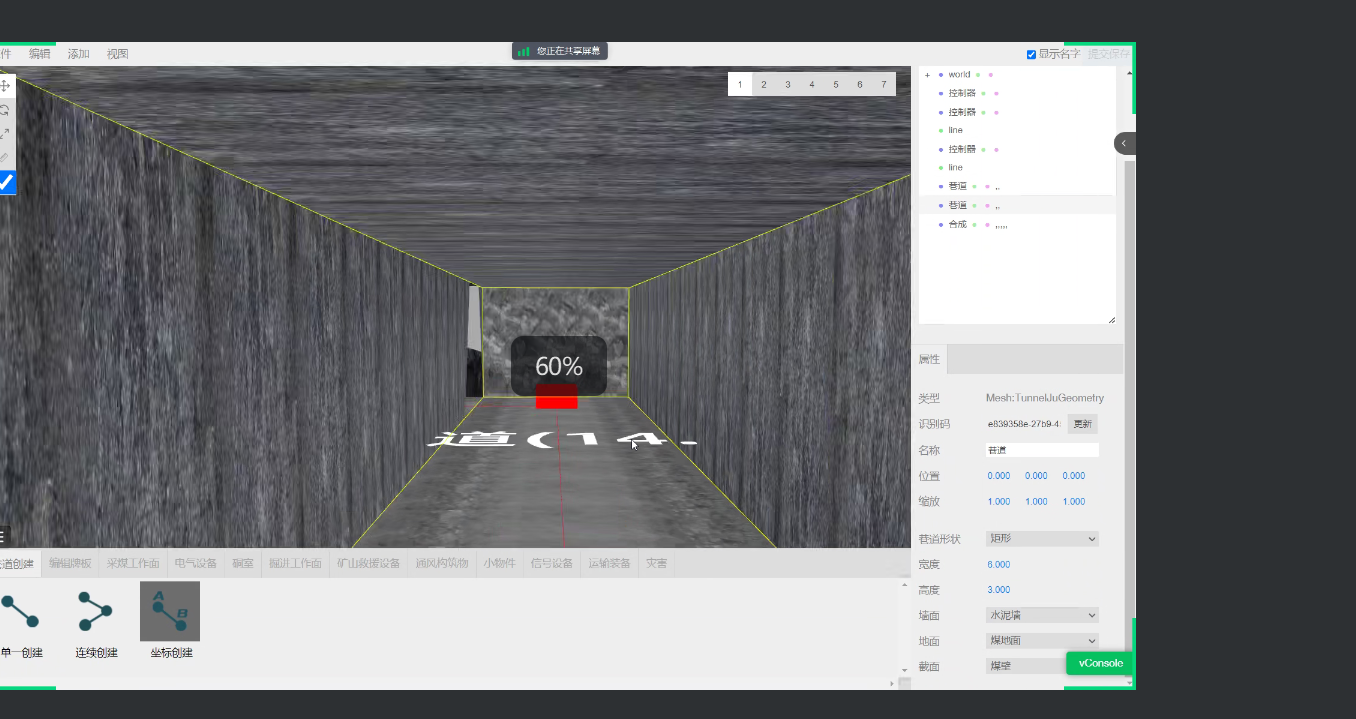 件 编辑 添加 视图
您正在共享屏幕
显示名字 提交保存
1 2 3 4 5 6 7
+ world
控制器
控制器
line
控制器
line
巷道 ,,
巷道 ,,
合成 ,,,,,
60%
道(14.
属性
类型 Mesh:TunnelJuGeometry
识别码 e839358e-27b9-4: 更新
名称 巷道
位置 0.000 0.000 0.000
缩放 1.000 1.000 1.000
巷道形状 矩形
宽度 6.000
高度 3.000
墙面 水泥墙
地面 煤地面
截面 煤壁
vConsole
巷道创建 编辑牌板 采煤工作面 电气设备 硐室 掘进工作面 矿山救援设备 通风构筑物 小物件 信号设备 运输装备 灾害
A
B
单一创建 连续创建 坐标创建